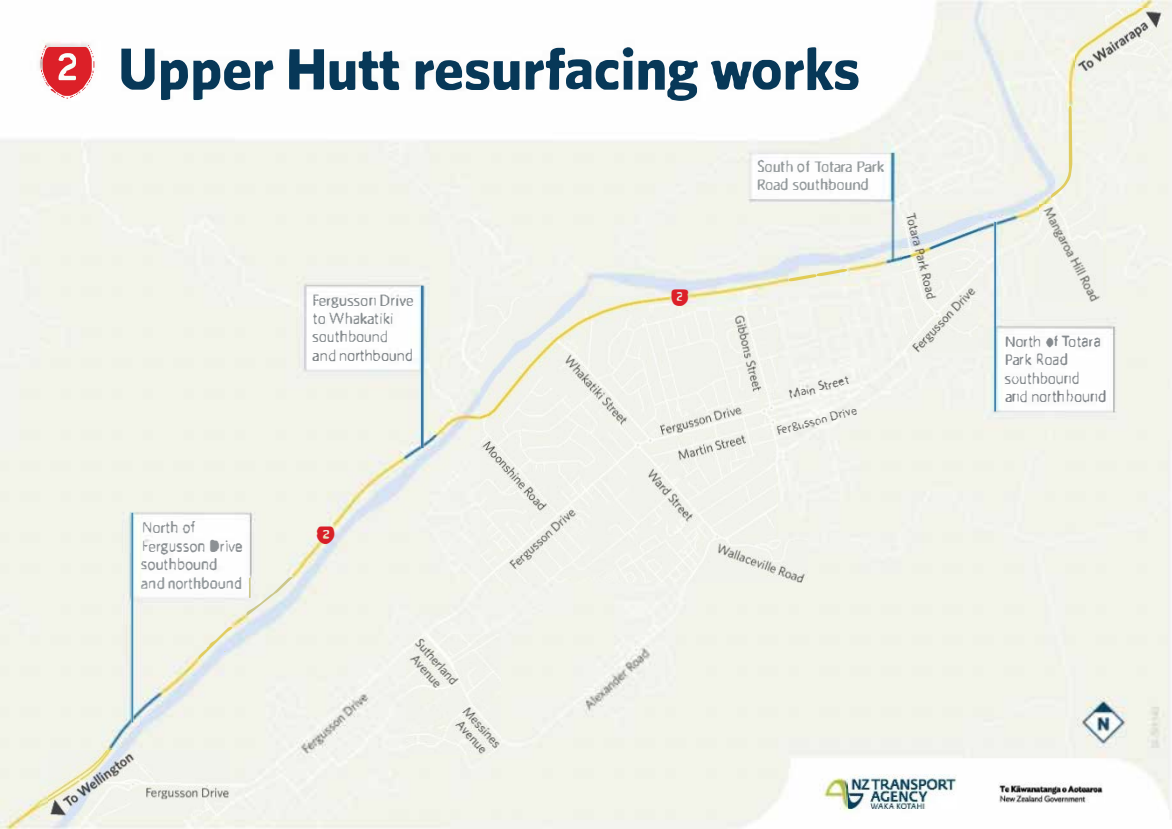 2 Upper Hutt resurfacing works
To Wairarapa
South of Totara Park
Road southbound
Totara Park Road
Mangaroa Hill Road
Fergusson Drive
to Whakatiki
southbound
and northbound
2
Gibbons Street
Fergusson Drive
North of Totara
Park Road
southbound
and northbound
Whakatiki Street
Main Street
Fergusson Drive
Fergusson Drive
Martin Street
Moonshine Road
Ward Street
North of
Fergusson Drive
southbound
and northbound
2
Fergusson Drive
Wallaceville Road
Sutherland
Avenue
Alexander Road
Fergusson Drive
Messines
Avenue
N
To Wellington
Fergusson Drive
NZ TRANSPORT
AGENCY
WAKA KOTAHI
Te Kāwanatanga o Aotearoa
New Zealand Government